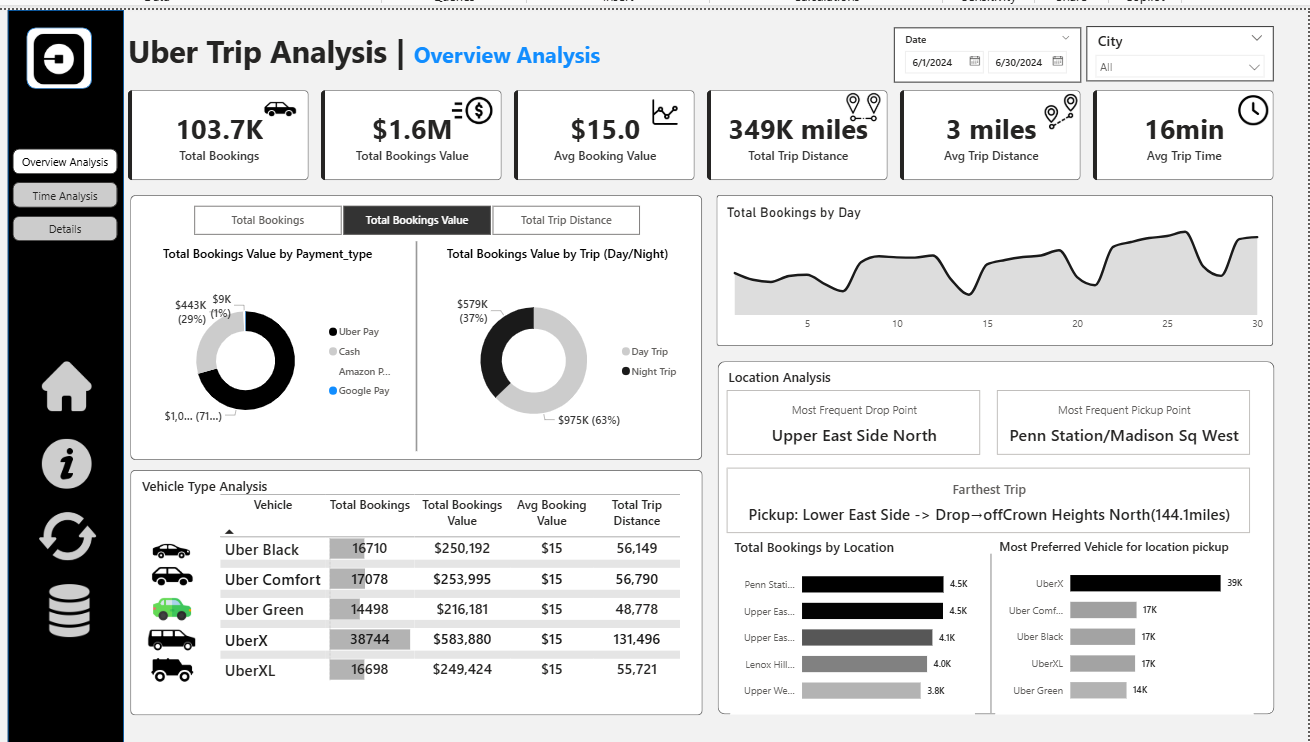 Uber Trip Analysis | Overview Analysis
Date
6/1/2024 6/30/2024
City
All
103.7K
Total Bookings
$1.6M
Total Bookings Value
$15.0
Avg Booking Value
349K miles
Total Trip Distance
3 miles
Avg Trip Distance
16min
Avg Trip Time
Overview Analysis
Time Analysis
Details
Total Bookings Total Bookings Value Total Trip Distance
Total Bookings Value by Payment_type
$443K
(29%)
$9K
(1%)
$1,0... (71...)
Uber Pay
Cash
Amazon P...
Google Pay
Total Bookings Value by Trip (Day/Night)
$579K
(37%)
$975K (63%)
Day Trip
Night Trip
Total Bookings by Day
5 10 15 20 25 30
Vehicle Type Analysis
Vehicle Total Bookings Total Bookings Value Avg Booking Value Total Trip Distance
Uber Black 16710 $250,192 $15 56,149
Uber Comfort 17078 $253,995 $15 56,790
Uber Green 14498 $216,181 $15 48,778
UberX 38744 $583,880 $15 131,496
UberXL 16698 $249,424 $15 55,721
Location Analysis
Most Frequent Drop Point
Upper East Side North
Most Frequent Pickup Point
Penn Station/Madison Sq West
Farthest Trip
Pickup: Lower East Side -> Drop→offCrown Heights North(144.1miles)
Total Bookings by Location
Penn Stati... 4.5K
Upper Eas... 4.5K
Upper Eas... 4.1K
Lenox Hill... 4.0K
Upper We... 3.8K
Most Preferred Vehicle for location pickup
UberX 39K
Uber Comf... 17K
Uber Black 17K
UberXL 17K
Uber Green 14K